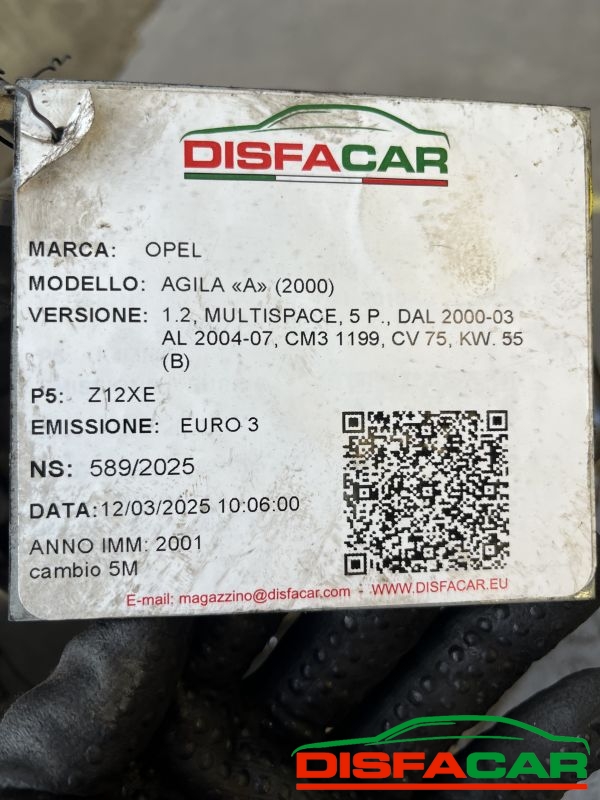 DISFACAR
MARCA: OPEL
MODELLO: AGILA «A» (2000)
VERSIONE: 1.2, MULTISPACE, 5 P., DAL 2000-03
AL 2004-07, CM3 1199, CV 75, KW. 55
(B)
P5: Z12XE
EMISSIONE: EURO 3
NS: 589/2025
DATA:12/03/2025 10:06:00
ANNO IMM: 2001
cambio 5M
E-mail: magazzino@disfacar.com - WWW.DISFACAR.EU
DISFACAR